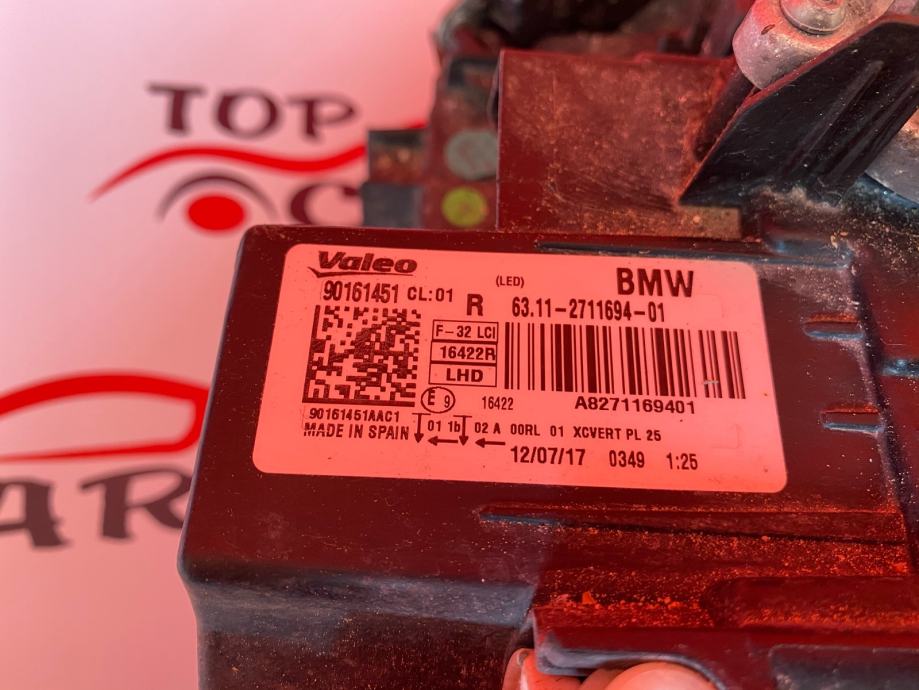 TOP
C
AR
Valeo
(LED)
BMW
90161451 CL:01 R 63.11-2711694-01
F-32 LCI
16422R
LHD
E 9
16422
A8271169401
90161451AAC1
MADE IN SPAIN
01 1b 02 A 00RL 01 XCVERT PL 25
12/07/17 0349 1:25